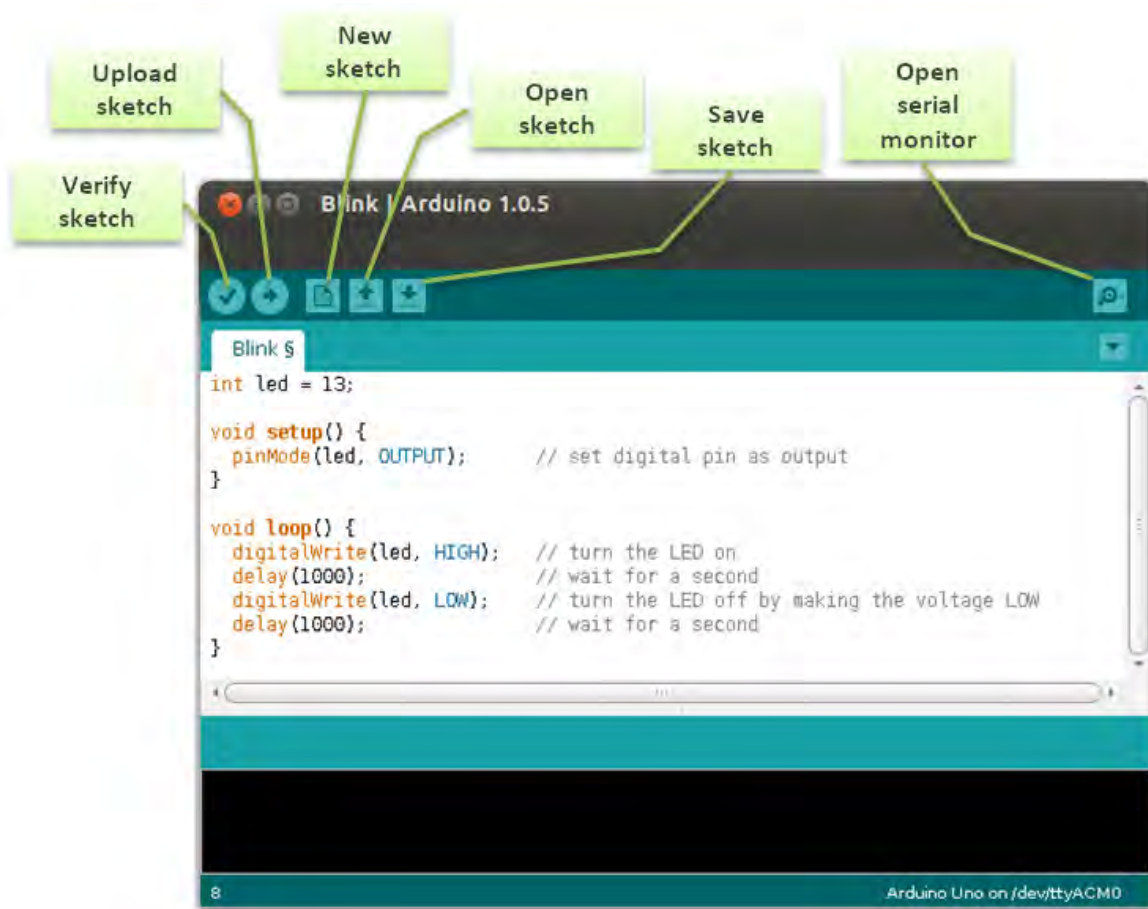 New
sketch
Upload
sketch
Open
sketch
Save
sketch
Open
serial
monitor
Verify
sketch
Blink | Arduino 1.0.5
Blink §
int led = 13;
void setup() {
  pinMode(led, OUTPUT);       // set digital pin as output
}
void loop() {
  digitalWrite(led, HIGH);   // turn the LED on
  delay(1000);               // wait for a second
  digitalWrite(led, LOW);    // turn the LED off by making the voltage LOW
  delay(1000);               // wait for a second
}
8
Arduino Uno on /dev/ttyACM0